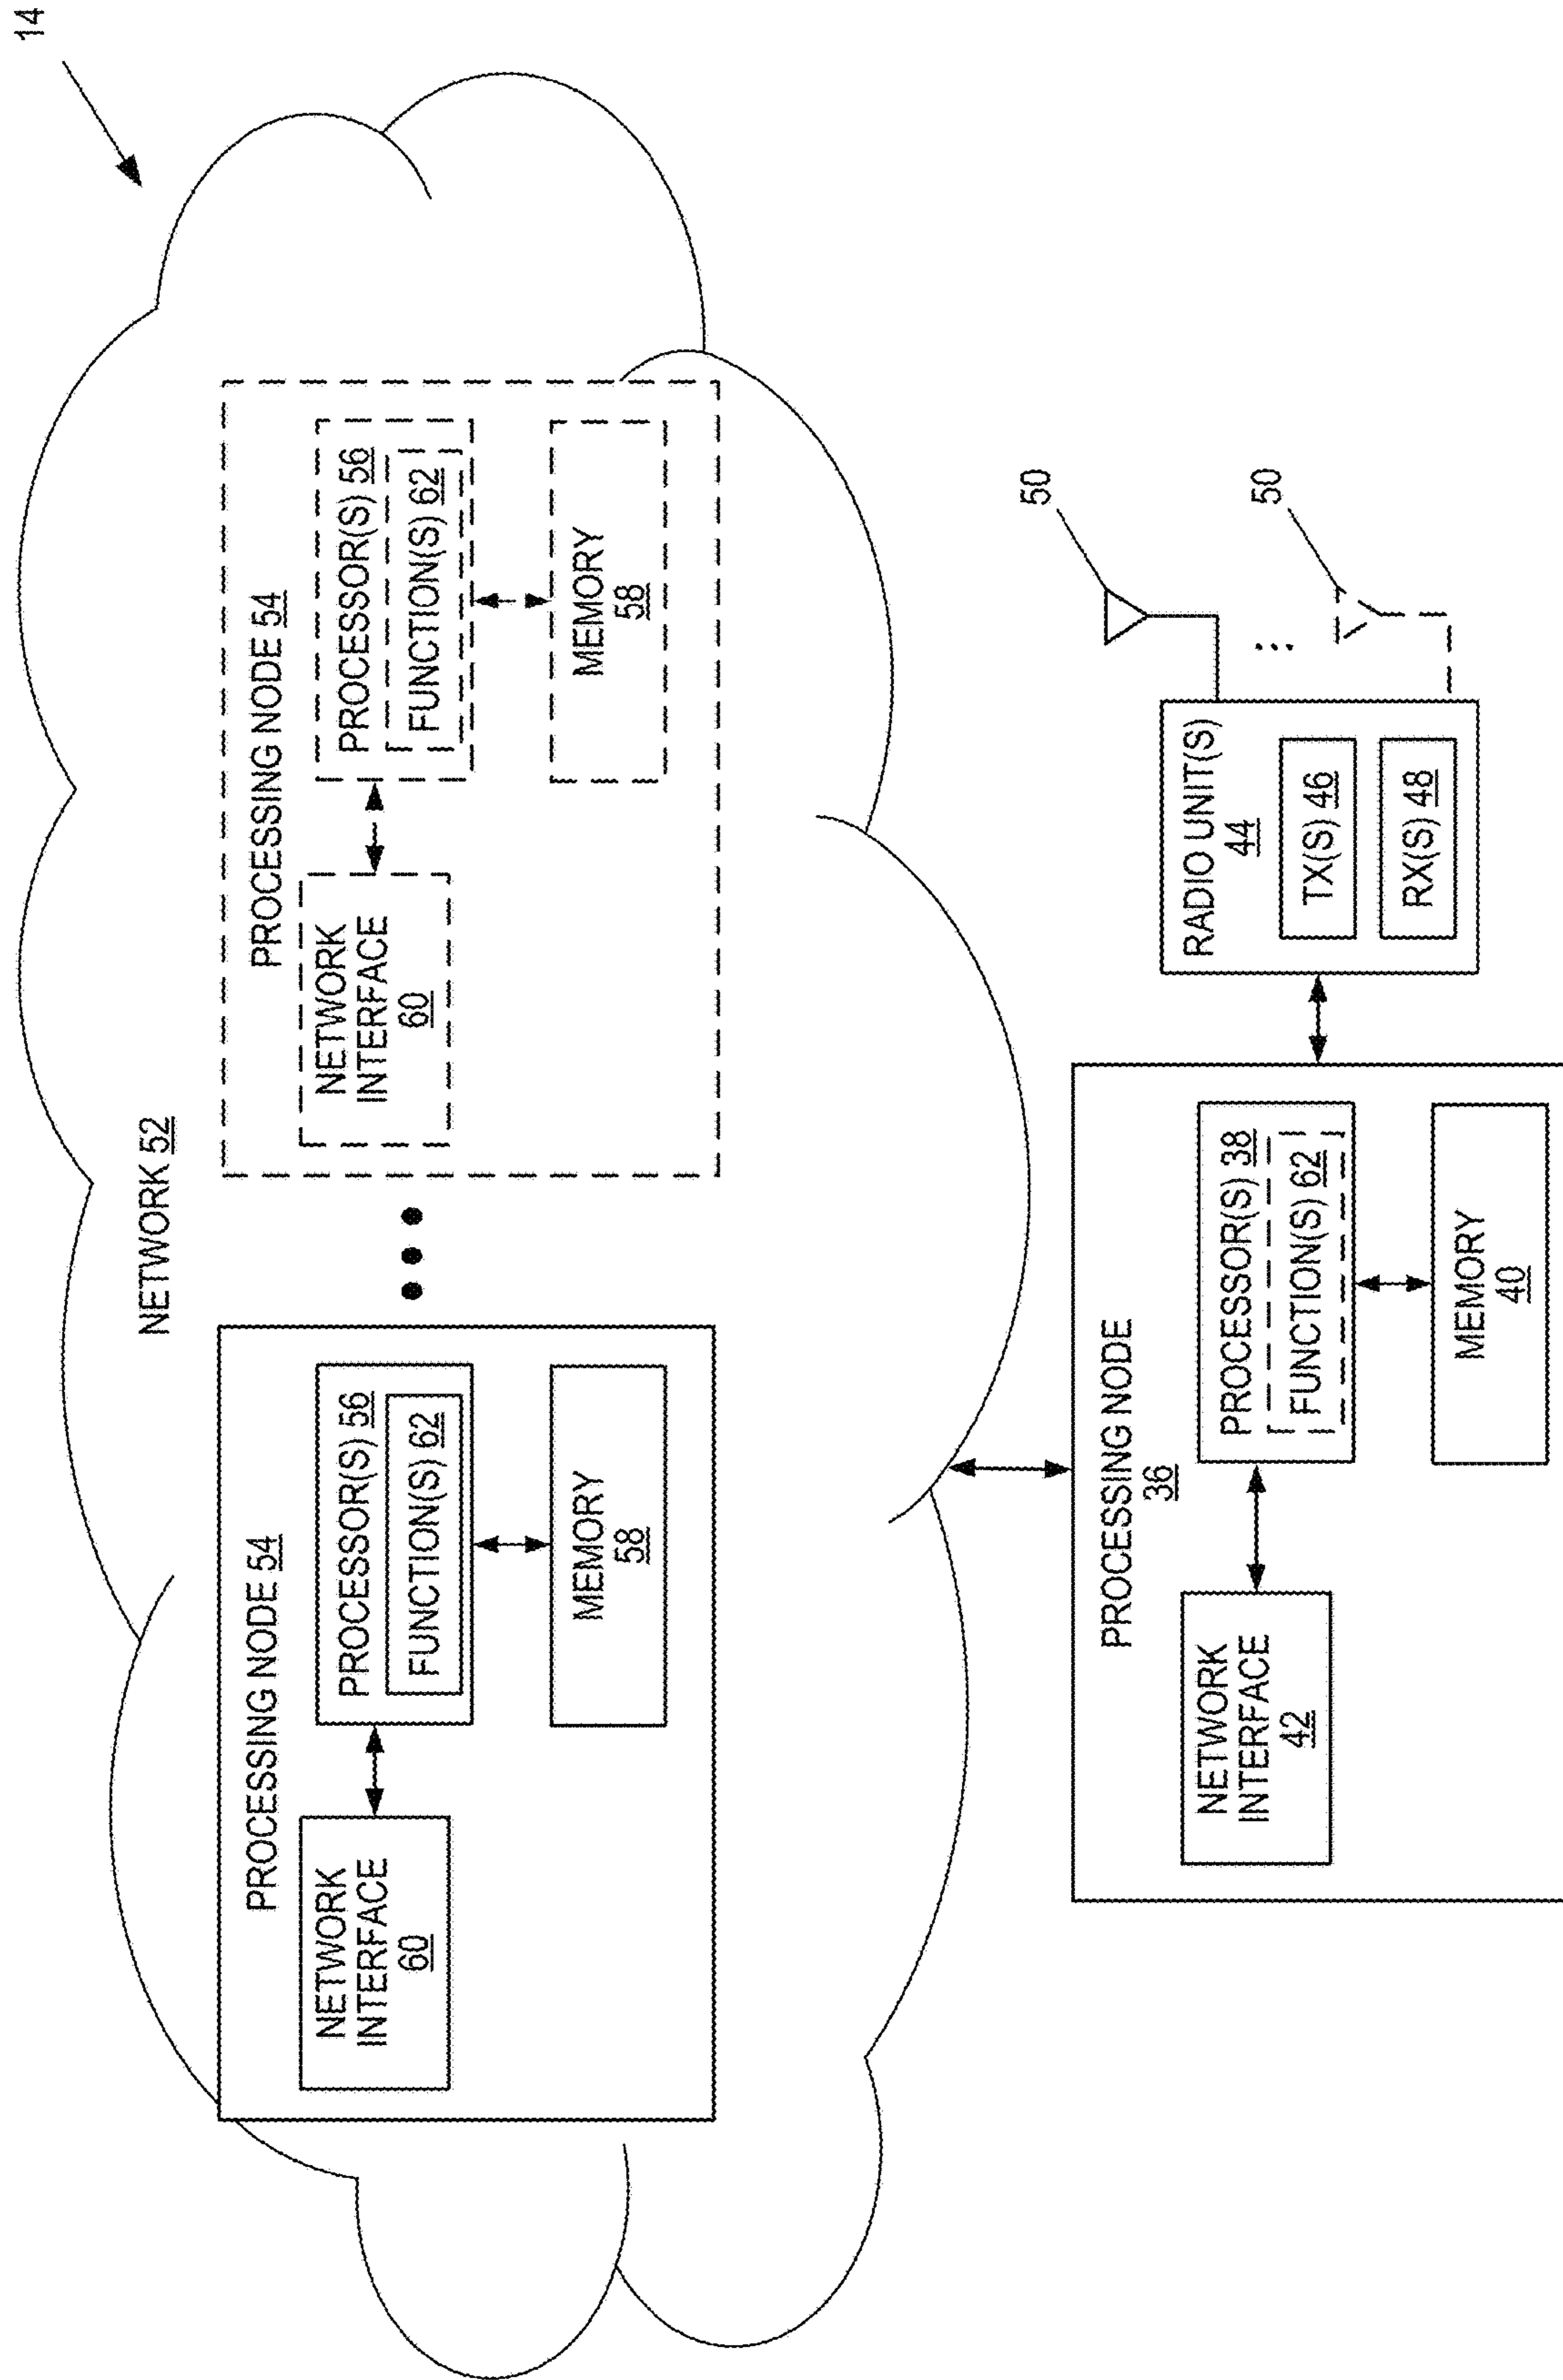 14
NETWORK 52
PROCESSING NODE 54
NETWORK
INTERFACE
60
PROCESSOR(S) 56
FUNCTION(S) 62
MEMORY
58
PROCESSING NODE 54
NETWORK
INTERFACE
60
PROCESSOR(S) 56
FUNCTION(S) 62
MEMORY
58
PROCESSING NODE
36
NETWORK
INTERFACE
42
PROCESSOR(S) 38
FUNCTION(S) 62
MEMORY
40
RADIO UNIT(S)
44
TX(S) 46
RX(S) 48
50
50